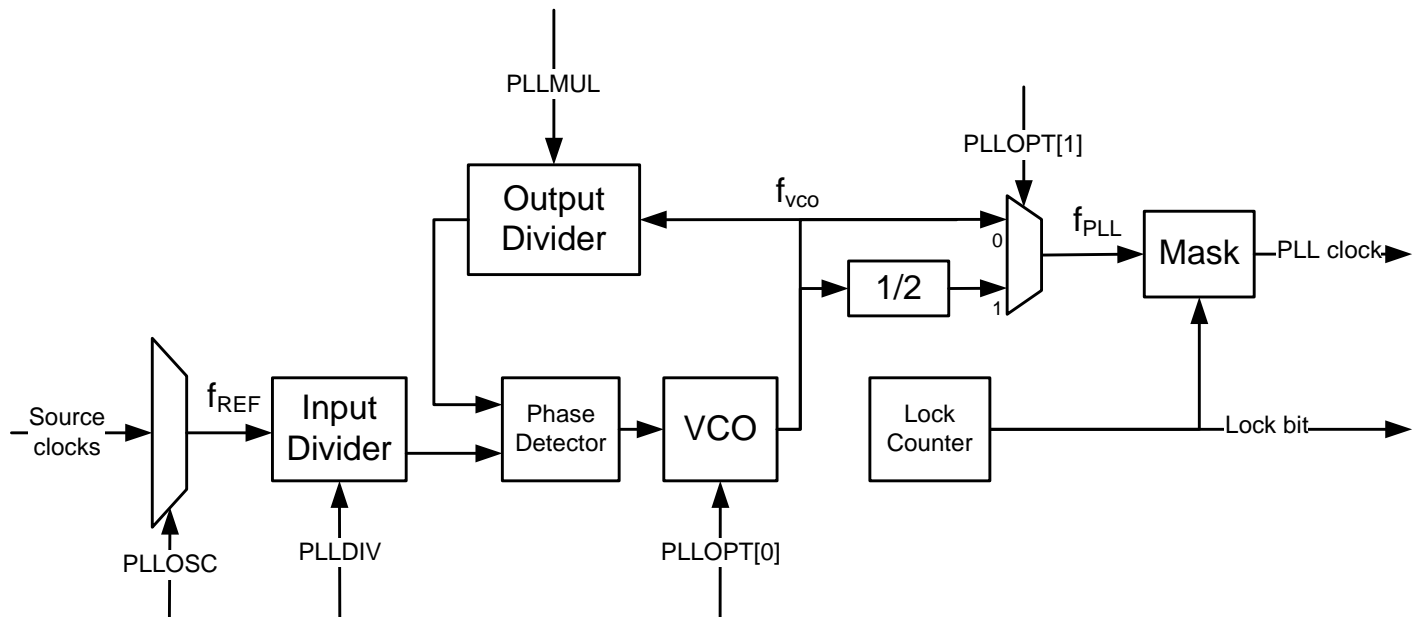 PLLMUL
PLLOPT[1]
Output
Divider
fvco
0
fPLL
Mask
PLL clock
1/2
1
Source
clocks
fREF
Input
Divider
Phase
Detector
VCO
Lock
Counter
Lock bit
PLLOSC
PLLDIV
PLLOPT[0]